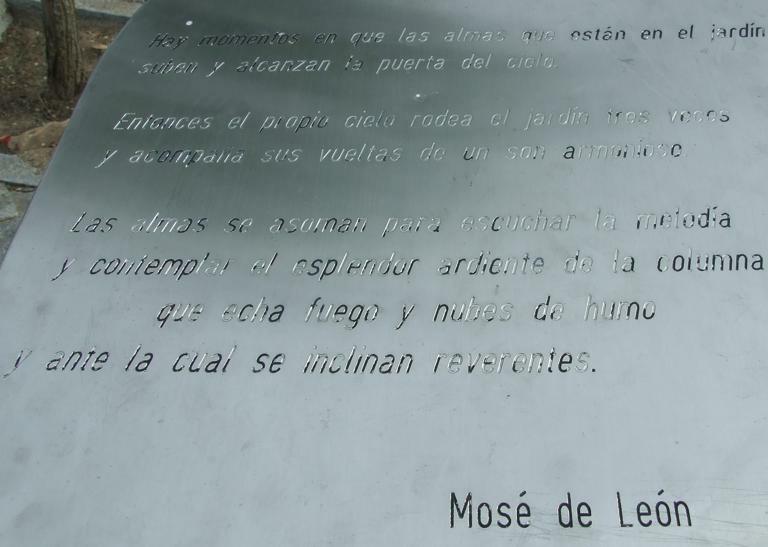 Hay momentos en que las almas que están en el jardín
suben y alcanzan la puerta del cielo.
Entonces el propio cielo rodea el jardín tres veces
y acompaña sus vueltas de un son armonioso.
Las almas se asoman para escuchar la melodía
y contemplar el esplendor ardiente de la columna
que echa fuego y nubes de humo
y ante la cual se inclinan reverentes.
Mosé de León